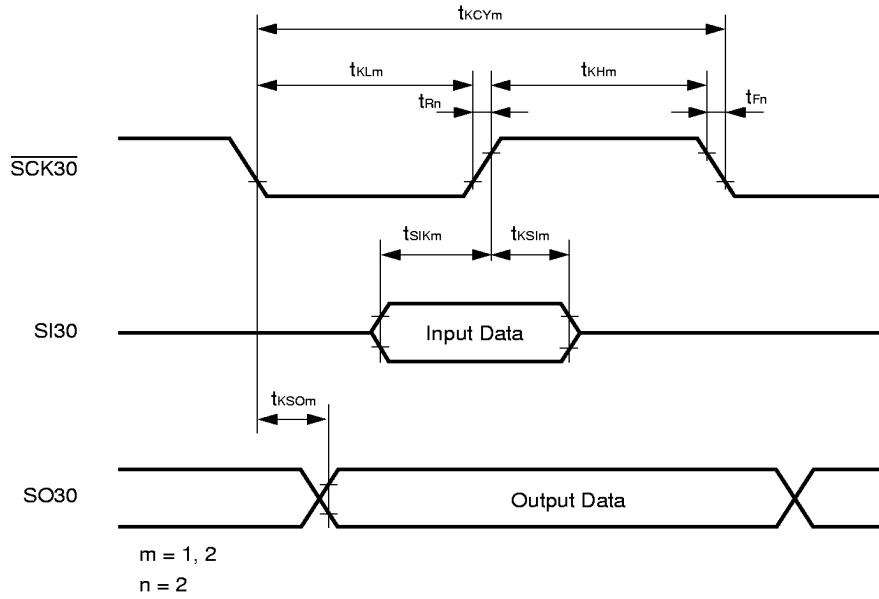 tKCYm
tKLm
tKHm
tRn
tFn
SCK30
tSIKm
tKSIm
SI30
Input Data
tKSOm
SO30
Output Data
m = 1, 2
n = 2